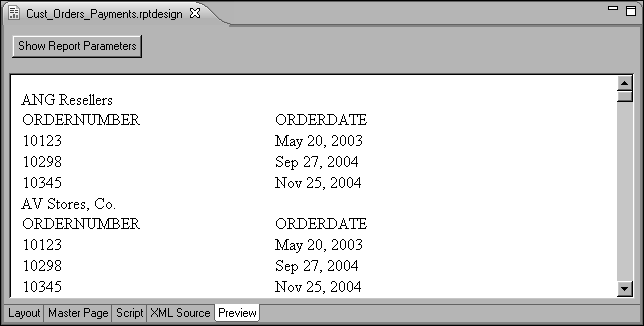 Cust_Orders_Payments.rptdesign
Show Report Parameters
ANG Resellers
ORDERNUMBER ORDERDATE
10123 May 20, 2003
10298 Sep 27, 2004
10345 Nov 25, 2004
AV Stores, Co.
ORDERNUMBER ORDERDATE
10123 May 20, 2003
10298 Sep 27, 2004
10345 Nov 25, 2004
Layout Master Page Script XML Source Preview